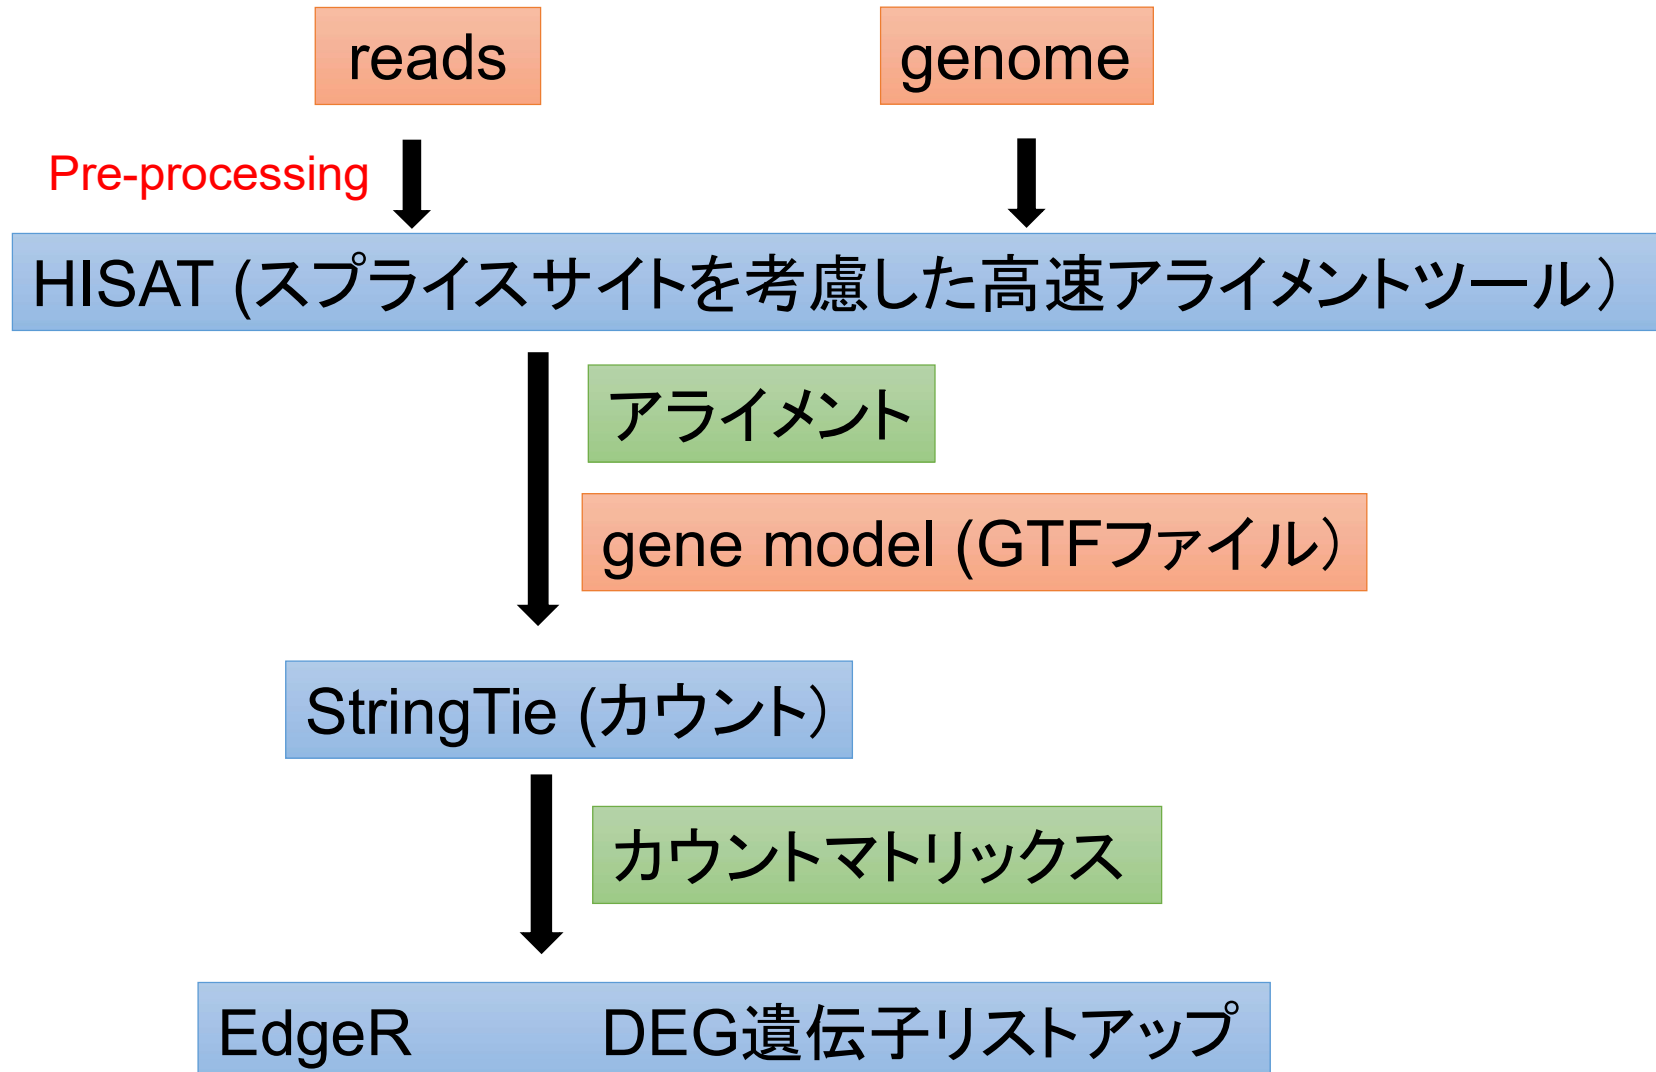 reads
genome
Pre-processing
HISAT (スプライスサイトを考慮した高速アライメントツール）
アライメント
gene model (GTFファイル）
StringTie (カウント）
カウントマトリックス
EdgeR DEG遺伝子リストアップ